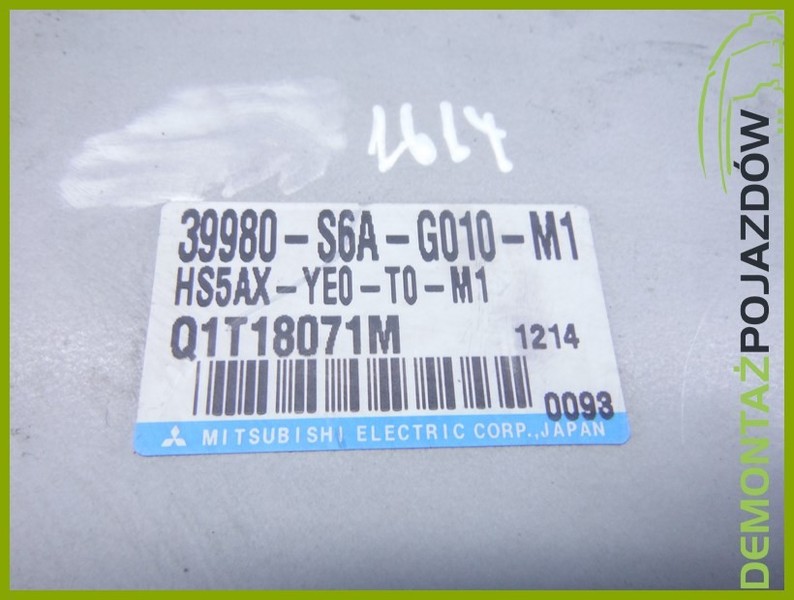 1614
39980-S6A-G010-M1
HS5AX-YE0-T0-M1
Q1T18071M 1214
0093
MITSUBISHI ELECTRIC CORP.,JAPAN
DEMONTAŻPOJAZDÓW